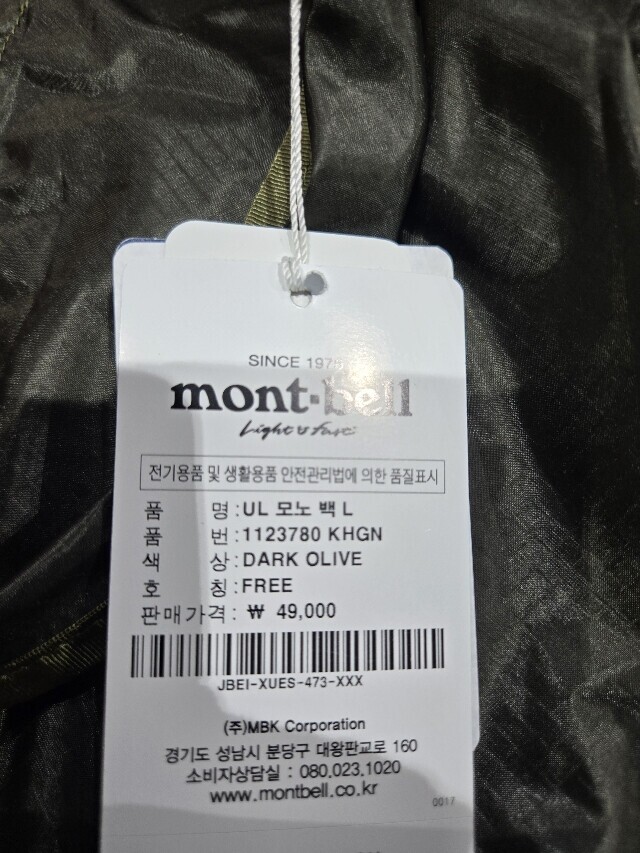 SINCE 1975
mont·bell
Light & Fast
전기용품 및 생활용품 안전관리법에 의한 품질표시
품 명 : UL 모노 백 L
품 번 : 1123780 KHGN
색 상 : DARK OLIVE
호 칭 : FREE
판매가격 : ₩ 49,000
JBEI-XUES-473-XXX
(주)MBK Corporation
경기도 성남시 분당구 대왕판교로 160
소비자상담실 : 080.023.1020
www.montbell.co.kr
0017